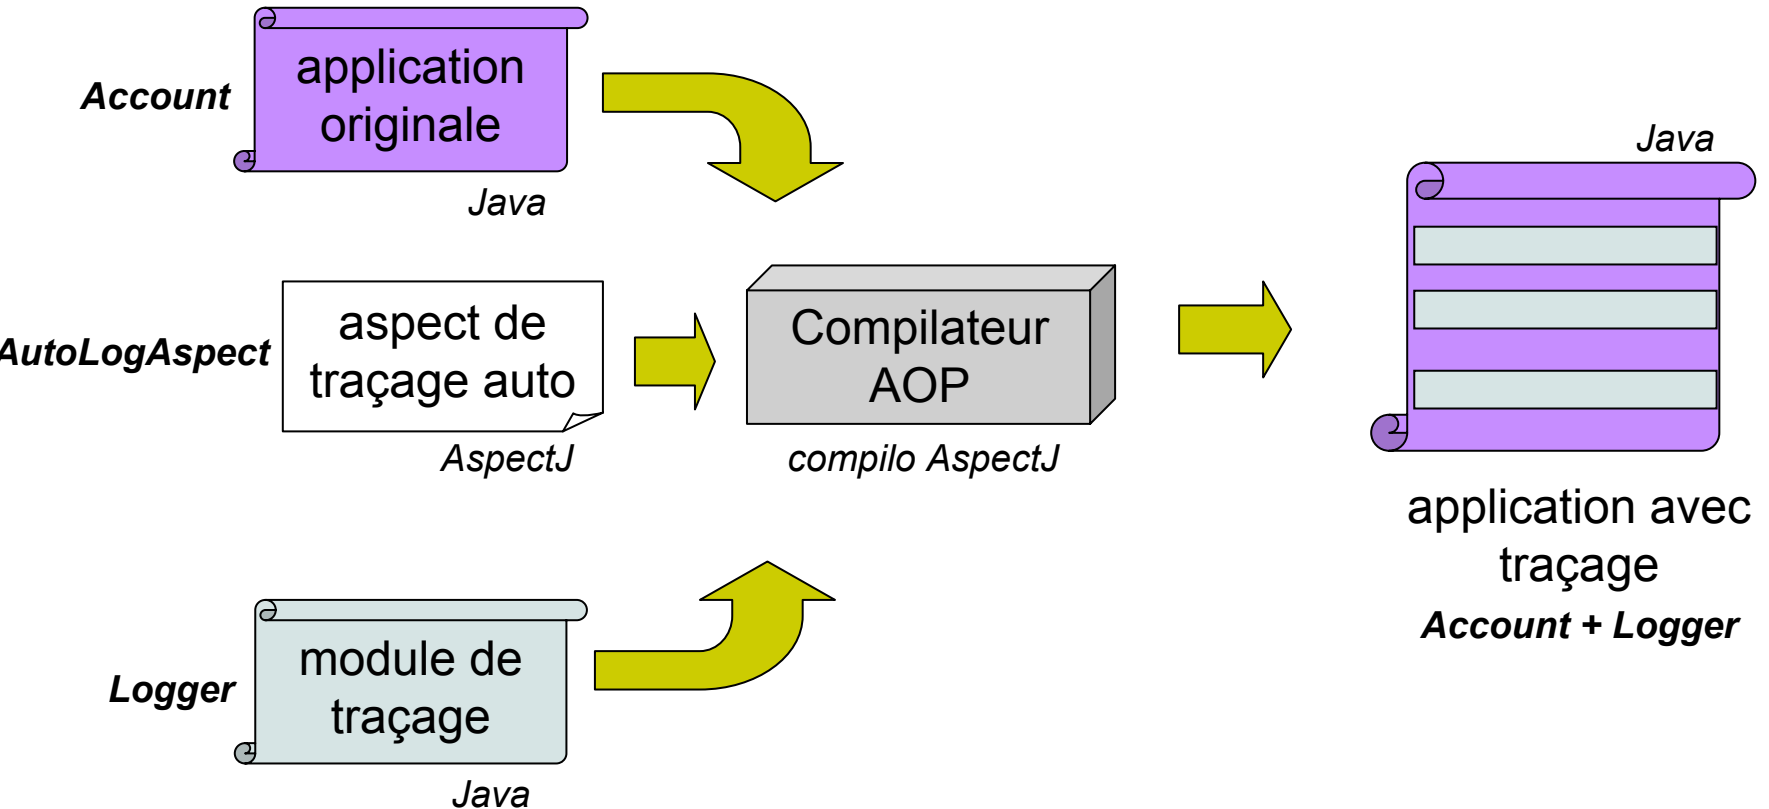 Account
application
originale
Java
AutoLogAspect
aspect de
traçage auto
AspectJ
Compilateur
AOP
compilo AspectJ
Logger
module de
traçage
Java
Java
application avec
traçage
Account + Logger